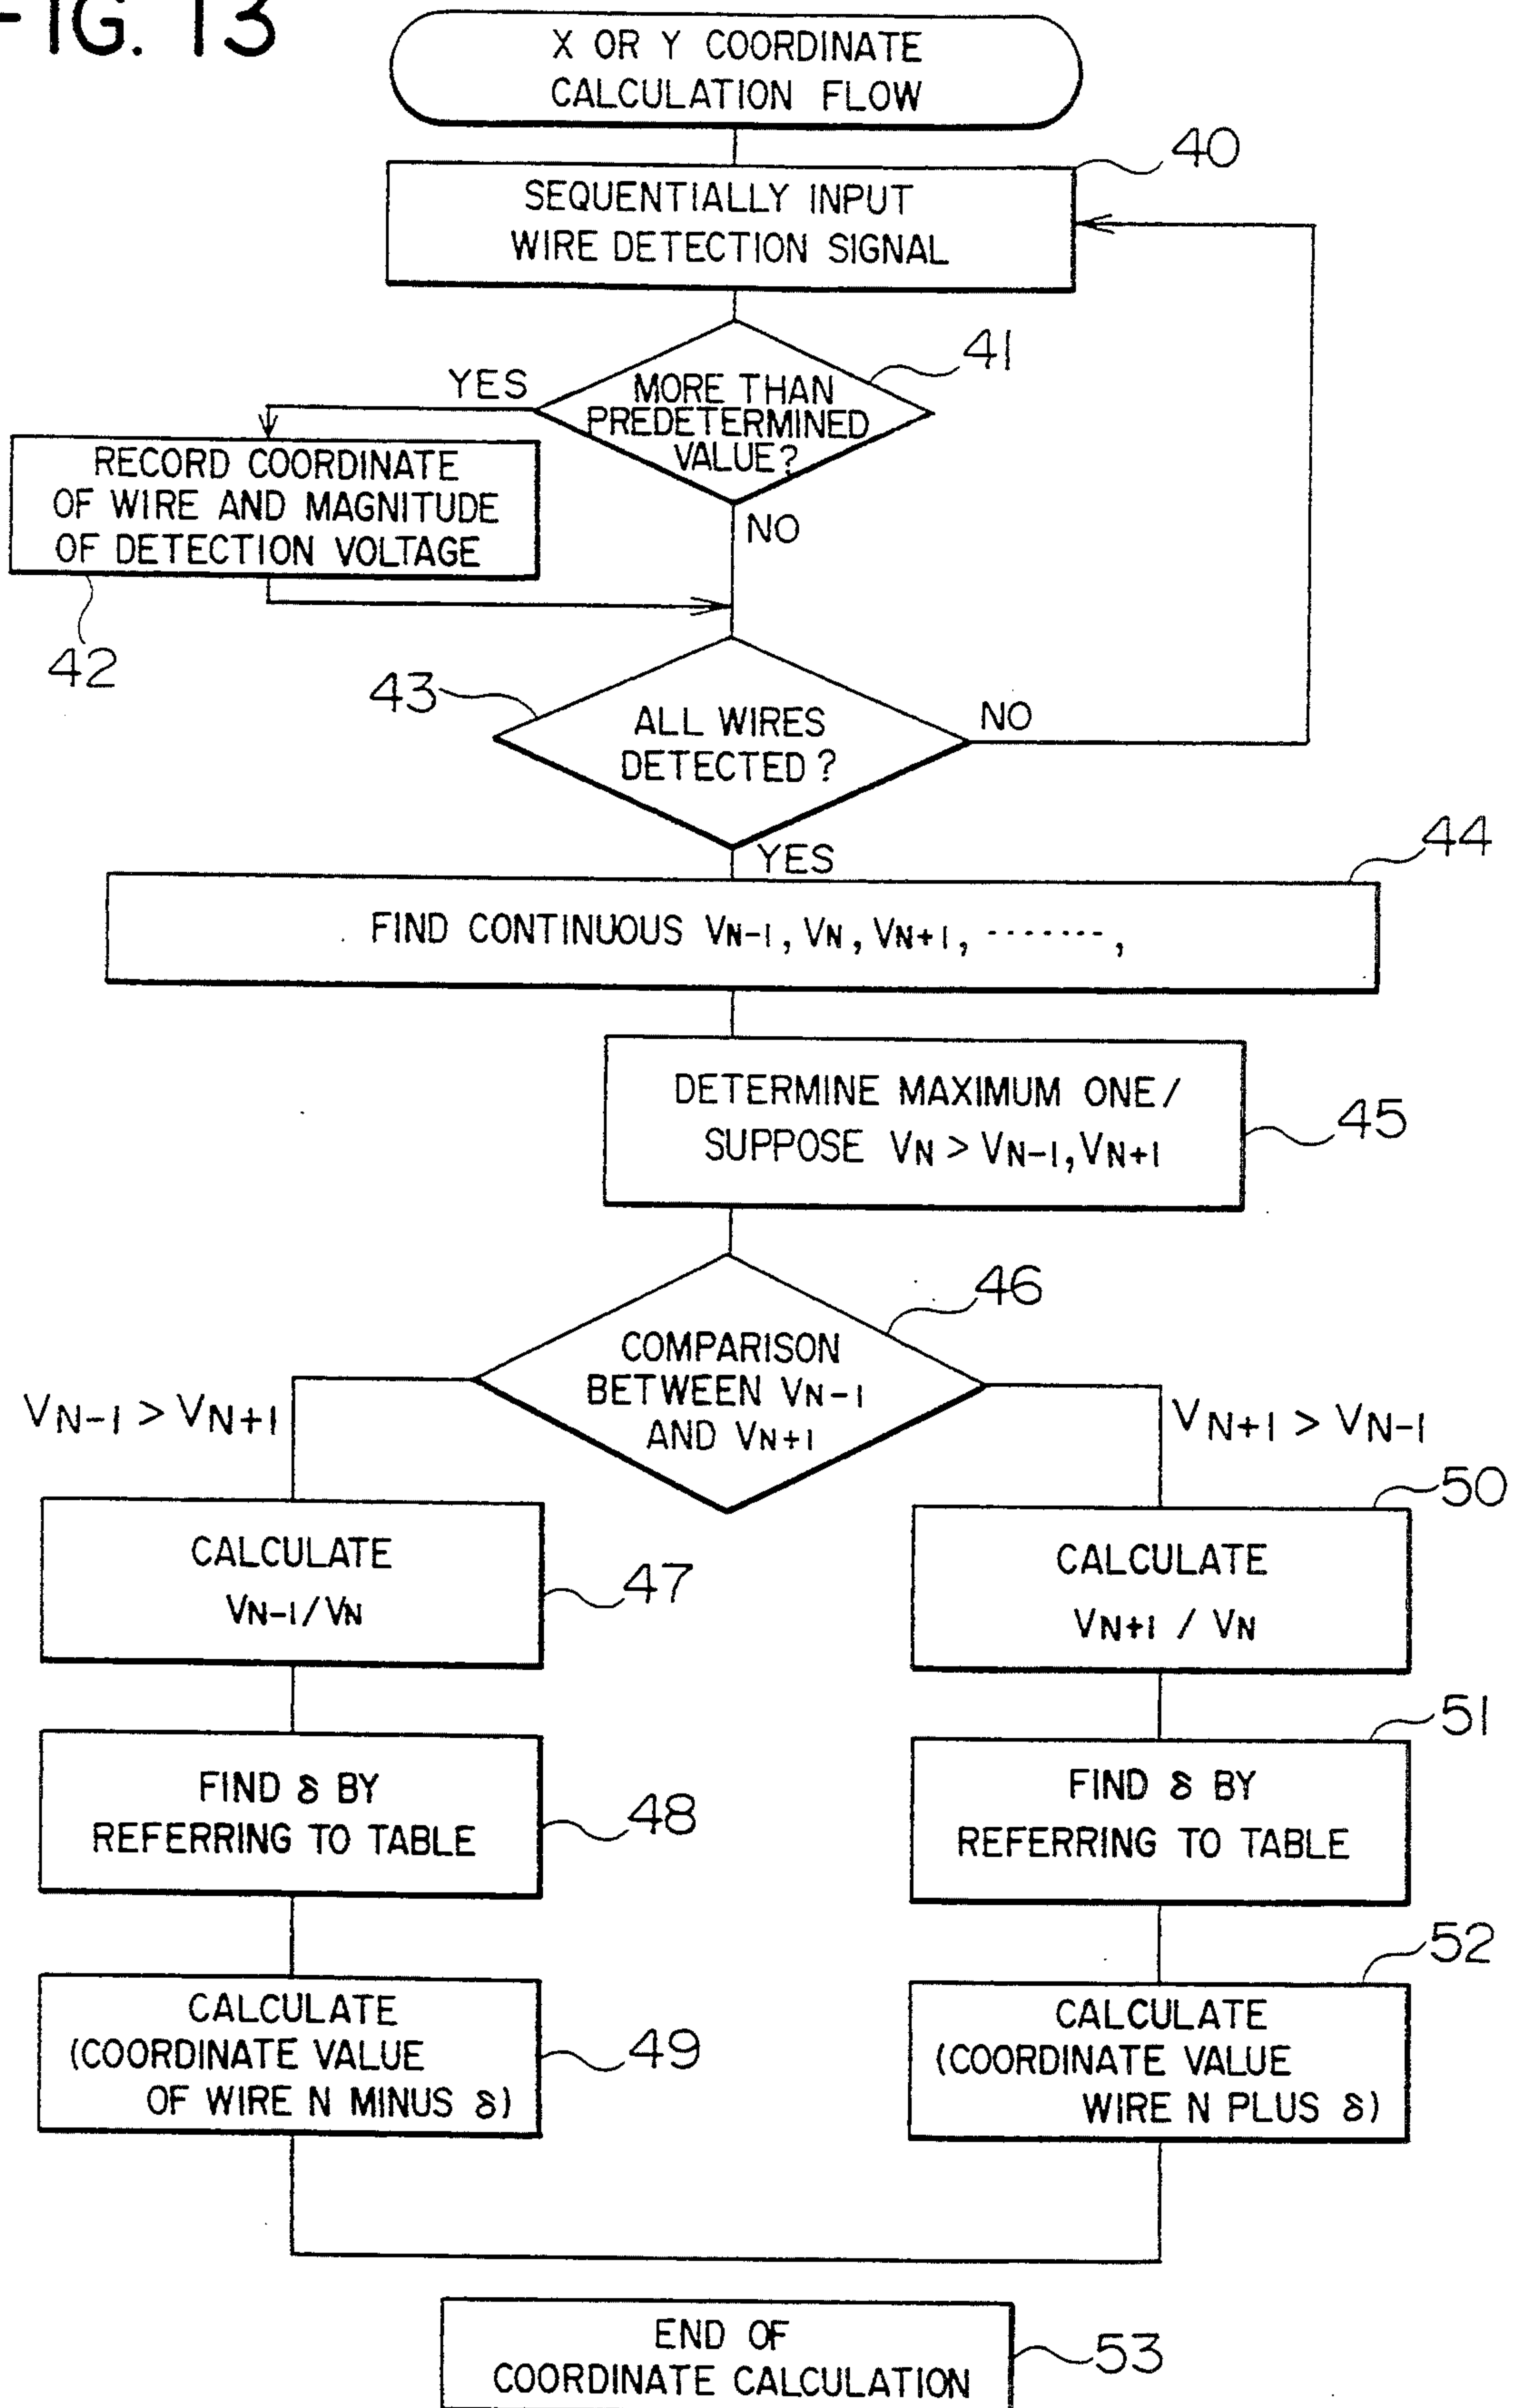 FIG. 13
X OR Y COORDINATE
CALCULATION FLOW
40
SEQUENTIALLY INPUT
WIRE DETECTION SIGNAL
41
YES
MORE THAN
PREDETERMINED
VALUE?
NO
RECORD COORDINATE
OF WIRE AND MAGNITUDE
OF DETECTION VOLTAGE
42
43
ALL WIRES
DETECTED?
NO
YES
44
FIND CONTINUOUS VN-1, VN, VN+1, -------,
DETERMINE MAXIMUM ONE/
SUPPOSE VN > VN-1, VN+1
45
46
COMPARISON
BETWEEN VN-1
AND VN+1
VN-1 > VN+1
VN+1 > VN-1
CALCULATE
VN-1/VN
47
50
CALCULATE
VN+1 / VN
FIND δ BY
REFERRING TO TABLE
48
51
FIND δ BY
REFERRING TO TABLE
CALCULATE
(COORDINATE VALUE
OF WIRE N MINUS δ)
49
52
CALCULATE
(COORDINATE VALUE
WIRE N PLUS δ)
END OF
COORDINATE CALCULATION
53